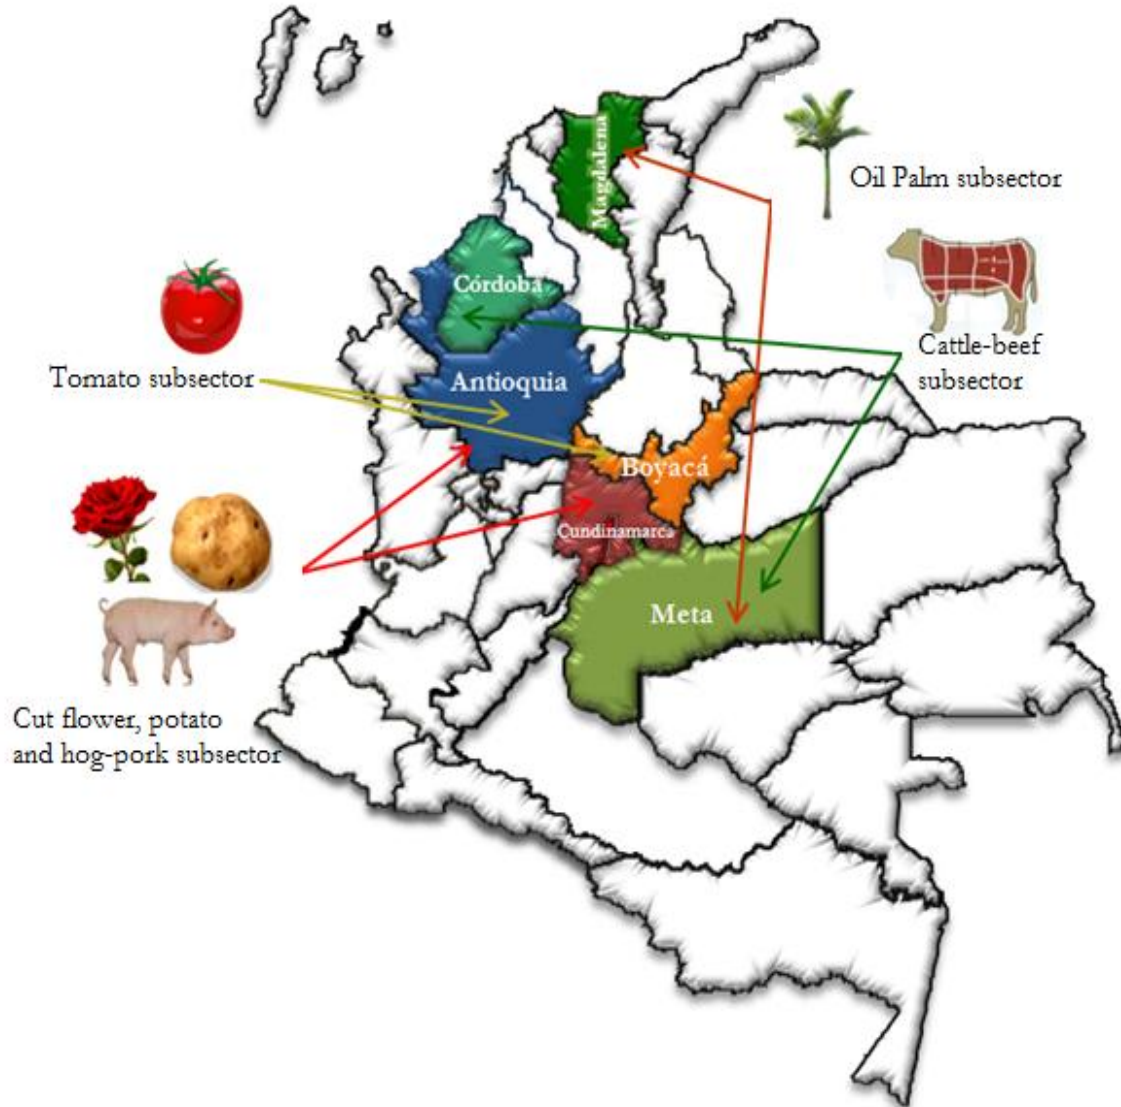 Magdalena
Oil Palm subsector
Córdoba
Cattle-beef
subsector
Tomato subsector
Antioquia
Boyacá
Cundinamarca
Meta
Cut flower, potato
and hog-pork subsector